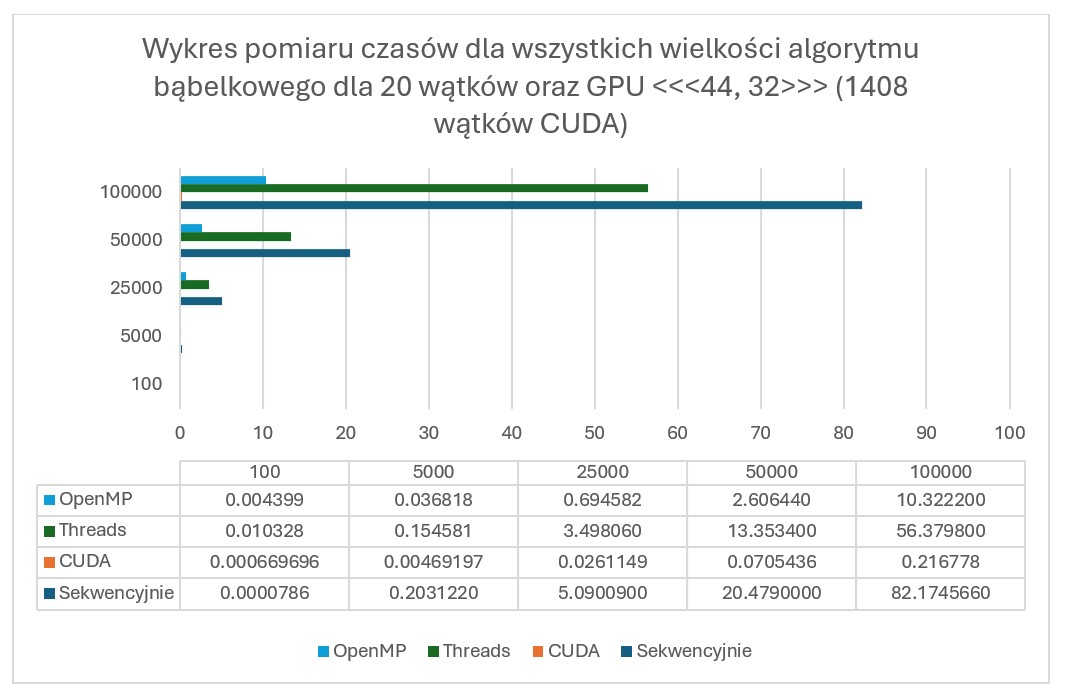 Wykres pomiaru czasów dla wszystkich wielkości algorytmu
bąbelkowego dla 20 wątków oraz GPU <<<44, 32>>> (1408
wątków CUDA)
100000
50000
25000
5000
100
0 10 20 30 40 50 60 70 80 90 100
100 5000 25000 50000 100000
OpenMP 0.004399 0.036818 0.694582 2.606440 10.322200
Threads 0.010328 0.154581 3.498060 13.353400 56.379800
CUDA 0.000669696 0.00469197 0.0261149 0.0705436 0.216778
Sekwencyjnie 0.0000786 0.2031220 5.0900900 20.4790000 82.1745660
OpenMP Threads CUDA Sekwencyjnie